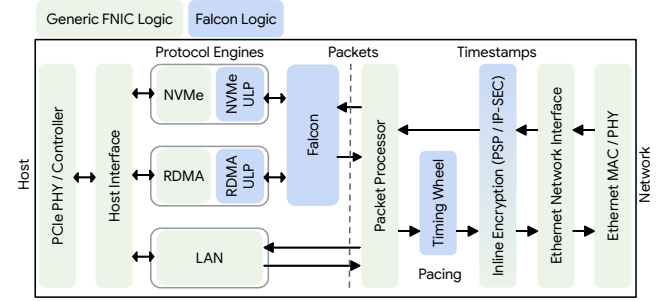 Generic FNIC Logic
Falcon Logic
Protocol Engines
Packets
Timestamps
Host
PCIe PHY / Controller
Host Interface
NVMe
NVMe
ULP
RDMA
RDMA
ULP
LAN
Falcon
Packet Processor
Timing Wheel
Pacing
Inline Encryption (PSP / IP-SEC)
Ethernet Network Interface
Ethernet MAC / PHY
Network